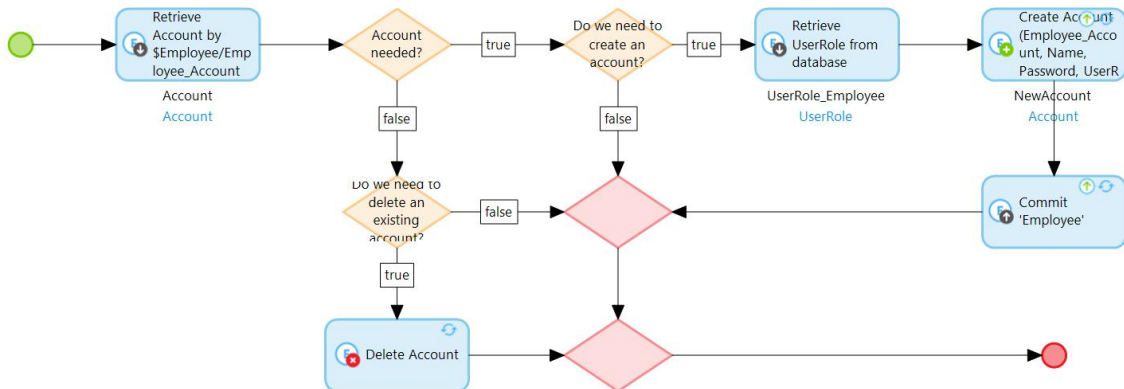 Retrieve
Account by
$Employee/Emp
loyee_Account
Account
Account
Account
needed?
true
false
Do we need to
create an
account?
true
false
Retrieve
UserRole from
database
UserRole_Employee
UserRole
Create Account
(Employee_Acco
unt, Name,
Password, UserR
NewAccount
Account
Do we need to
delete an
existing
account?
false
true
Commit
'Employee'
Delete Account